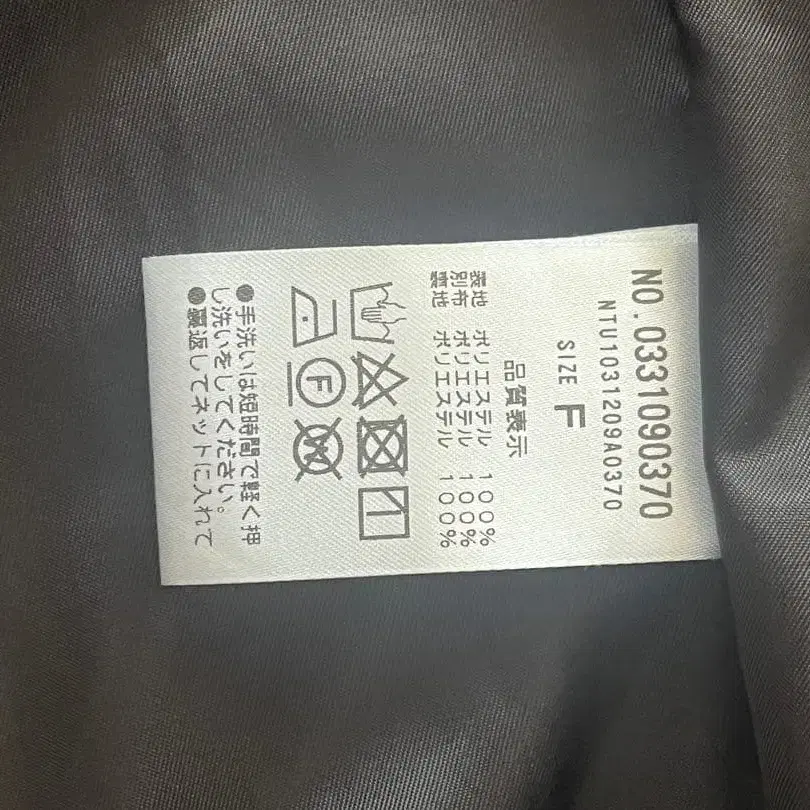 NO.0331090370
NTU1031209A0370
SIZE F
品質表示
表地 ポリエステル 100%
別布 ポリエステル 100%
裏地 ポリエステル 100%
F
W
●手洗いは短時間で軽く押
し洗いをしてください。
●裏返してネットに入れて